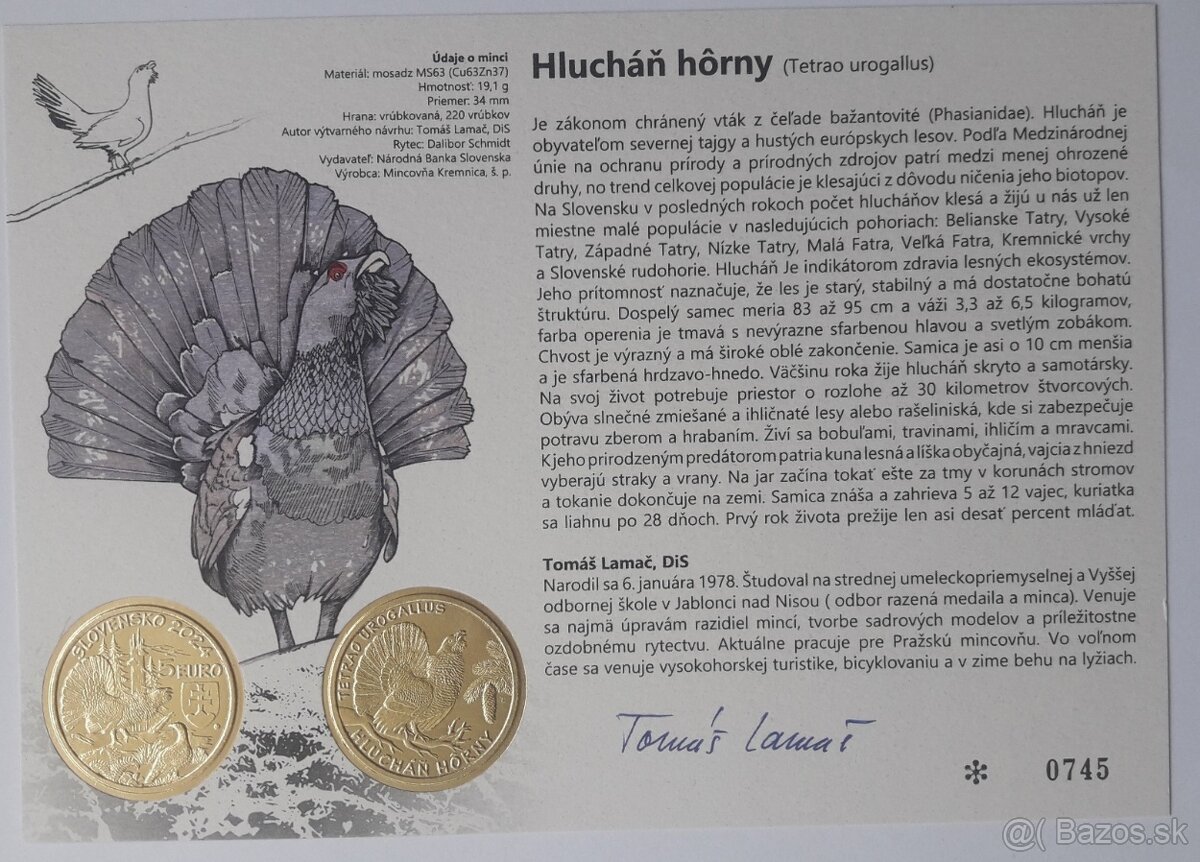 Údaje o minci
Materiál: mosadz MS63 (Cu63Zn37)
Hmotnosť: 19,1 g
Priemer: 34 mm
Hrana: vrúbkovaná, 220 vrúbkov
Autor výtvarného návrhu: Tomáš Lamač, DiS
Rytec: Dalibor Schmidt
Vydavateľ: Národná Banka Slovenska
Výrobca: Mincovňa Kremnica, š. p.
Hlucháň hôrny (Tetrao urogallus)
Je zákonom chránený vták z čeľade bažantovité (Phasianidae). Hlucháň je
obyvateľom severnej tajgy a hustých európskych lesov. Podľa Medzinárodnej
únie na ochranu prírody a prírodných zdrojov patrí medzi menej ohrozené
druhy, no trend celkovej populácie je klesajúci z dôvodu ničenia jeho biotopov.
Na Slovensku v posledných rokoch počet hlucháňov klesá a žijú u nás už len
miestne malé populácie v nasledujúcich pohoriach: Belianske Tatry, Vysoké
Tatry, Západné Tatry, Nízke Tatry, Malá Fatra, Veľká Fatra, Kremnické vrchy
a Slovenské rudohorie. Hlucháň Je indikátorom zdravia lesných ekosystémov.
Jeho prítomnosť naznačuje, že les je starý, stabilný a má dostatočne bohatú
štruktúru. Dospelý samec meria 83 až 95 cm a váži 3,3 až 6,5 kilogramov,
farba operenia je tmavá s nevýrazne sfarbenou hlavou a svetlým zobákom.
Chvost je výrazný a má široké oblé zakončenie. Samica je asi o 10 cm menšia
a je sfarbená hrdzavo-hnedo. Väčšinu roka žije hlucháň skryto a samotársky.
Na svoj život potrebuje priestor o rozlohe až 30 kilometrov štvorcových.
Obýva slnečné zmiešané a ihličnaté lesy alebo rašeliniská, kde si zabezpečuje
potravu zberom a hrabaním. Živí sa bobuľami, travinami, ihličím a mravcami.
K jeho prirodzeným predátorom patria kuna lesná a líška obyčajná, vajcia z hniezd
vyberajú straky a vrany. Na jar začína tokať ešte za tmy v korunách stromov
a tokanie dokončuje na zemi. Samica znáša a zahrieva 5 až 12 vajec, kuriatka
sa liahnu po 28 dňoch. Prvý rok života prežije len asi desať percent mláďat.
Tomáš Lamač, DiS
Narodil sa 6. januára 1978. Študoval na strednej umeleckopriemyselnej a Vyššej
odbornej škole v Jablonci nad Nisou ( odbor razená medaila a minca). Venuje
sa najmä úpravám razidiel mincí, tvorbe sadrových modelov a príležitostne
ozdobnému rytectvu. Aktuálne pracuje pre Pražskú mincovňu. Vo voľnom
čase sa venuje vysokohorskej turistike, bicyklovaniu a v zime behu na lyžiach.
SLOVENSKO 2024
5 EURO
TETRAO UROGALLUS
HLUCHÁŇ HÔRNY
Tomáš Lamač
* 0745
@( Bazos.sk